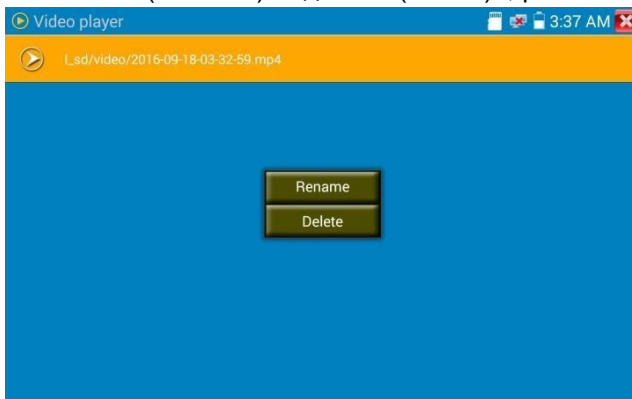 Video player
3:37 AM
l_sd/video/2016-09-18-03-32-59.mp4
Rename
Delete